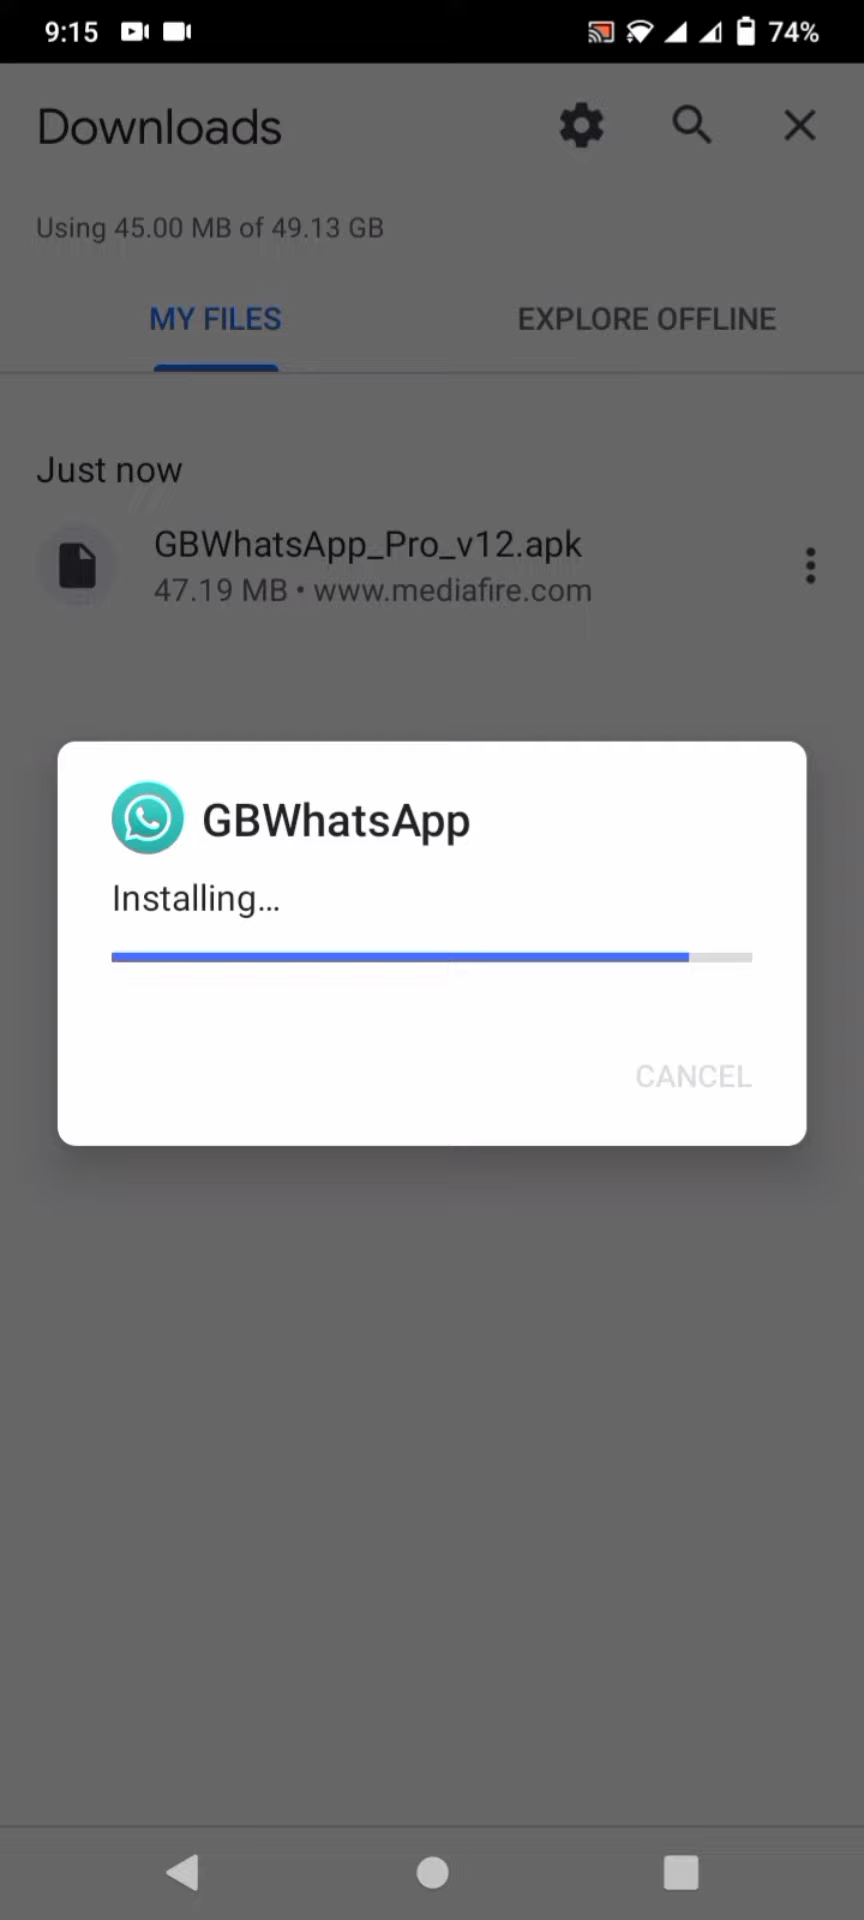 9:15 74%
Downloads
Using 45.00 MB of 49.13 GB
MY FILES EXPLORE OFFLINE
Just now
GBWhatsApp_Pro_v12.apk
47.19 MB • www.mediafire.com
GBWhatsApp
Installing...
CANCEL